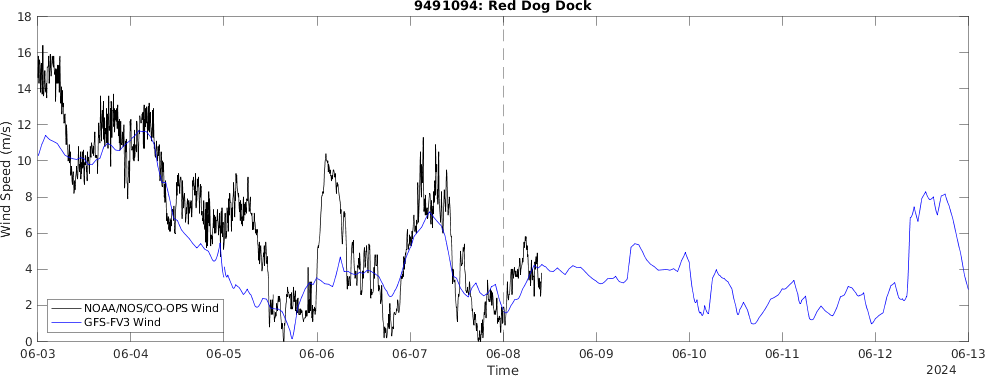 9491094: Red Dog Dock
Wind Speed (m/s)
18
16
14
12
10
8
6
4
2
0
NOAA/NOS/CO-OPS Wind
GFS-FV3 Wind
06-03 06-04 06-05 06-06 06-07 06-08 06-09 06-10 06-11 06-12 06-13
Time
2024